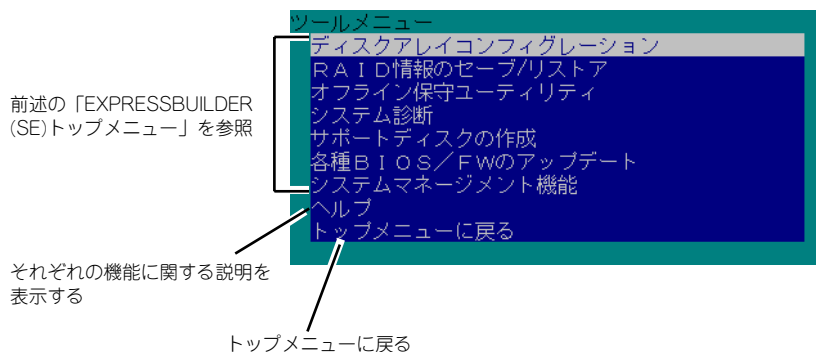 ツールメニュー
ディスクアレイコンフィグレーション
ＲＡＩＤ情報のセーブ/リストア
オフライン保守ユーティリティ
システム診断
サポートディスクの作成
各種ＢＩＯＳ／ＦＷのアップデート
システムマネージメント機能
ヘルプ
トップメニューに戻る
前述の「EXPRESSBUILDER
(SE)トップメニュー」を参照
それぞれの機能に関する説明を
表示する
トップメニューに戻る